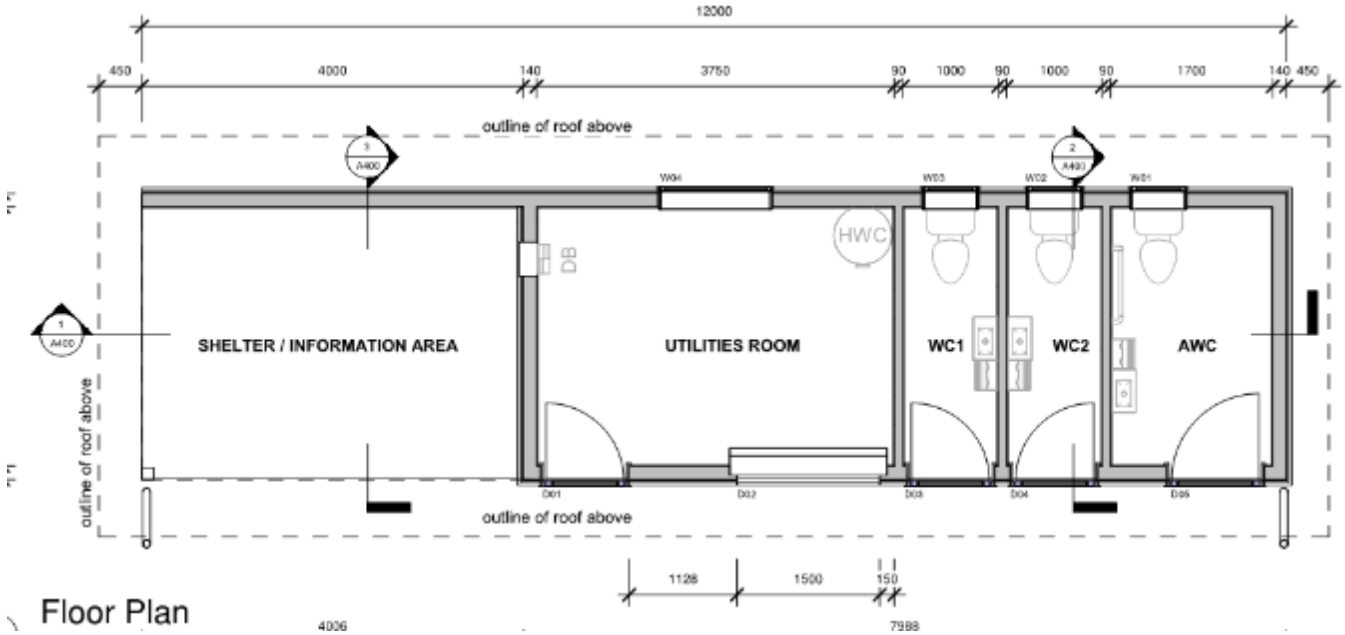 12000
450 4000 140 3750 90 1000 90 1000 90 1700 140 450
outline of roof above
3
A400
2
A400
W04 W03 W02 W01
HWC
DB
1
A400
SHELTER / INFORMATION AREA UTILITIES ROOM WC1 WC2 AWC
outline of roof above
D01 D02 D03 D04 D05
outline of roof above
1128 1500 150
Floor Plan
4006 7988